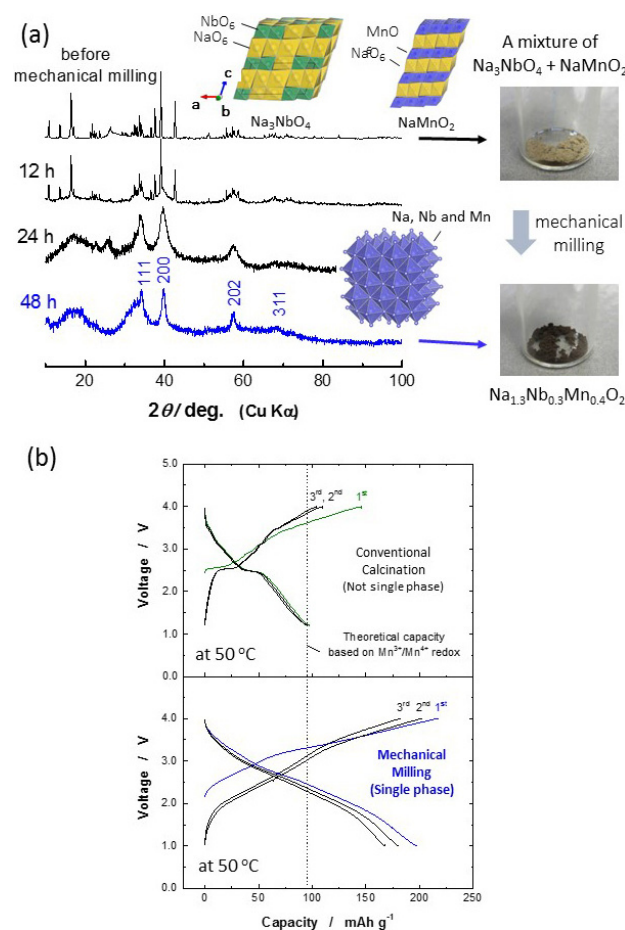 (a)
before
mechanical milling
NbO₆
NaO₆
c
a
b
Na₃NbO₄
MnO
NaO₆
6
NaMnO₂
A mixture of
Na₃NbO₄ + NaMnO₂
12 h
24 h
48 h
111
200
202
311
Na, Nb and Mn
mechanical
milling
Na₁.₃Nb₀.₃Mn₀.₄O₂
20
40
60
80
100
2θ / deg. (Cu Kα)
(b)
5.0
4.0
3.0
2.0
1.0
Voltage / V
3ʳᵈ, 2ⁿᵈ
1ˢᵗ
Conventional
Calcination
(Not single phase)
Theoretical capacity
based on Mn³⁺/Mn⁴⁺ redox
at 50 °C
4.0
3.0
2.0
1.0
0.0
Voltage / V
3ʳᵈ 2ⁿᵈ 1ˢᵗ
Mechanical
Milling
(Single phase)
at 50 °C
0
50
100
150
200
250
Capacity / mAh g⁻¹